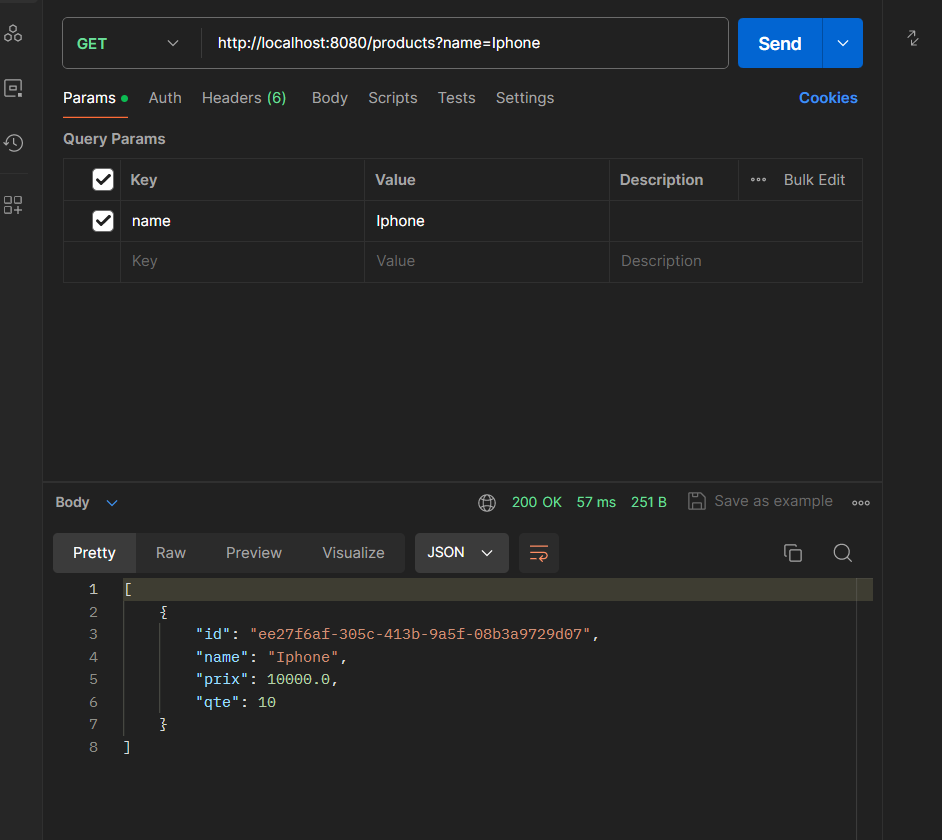 GET http://localhost:8080/products?name=Iphone Send
Params Auth Headers (6) Body Scripts Tests Settings Cookies
Query Params
Key Value Description Bulk Edit
name Iphone
Key Value Description
Body 200 OK 57 ms 251 B Save as example
Pretty Raw Preview Visualize JSON
1 [
2 {
3 "id": "ee27f6af-305c-413b-9a5f-08b3a9729d07",
4 "name": "Iphone",
5 "prix": 10000.0,
6 "qte": 10
7 }
8 ]